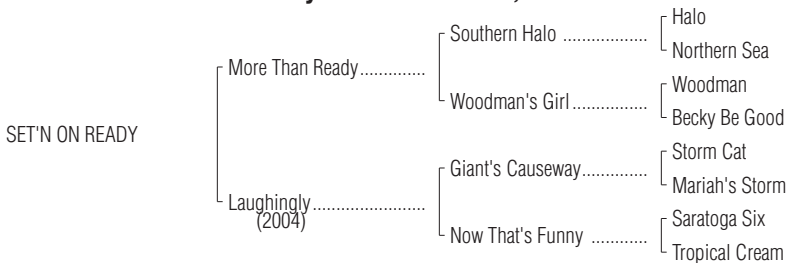 Halo
Southern Halo .................
Northern Sea
More Than Ready.............
Woodman
Woodman's Girl...............
Becky Be Good
SET'N ON READY
Storm Cat
Giant's Causeway.............
Mariah's Storm
Laughingly......................
(2004)
Saratoga Six
Now That's Funny ...........
Tropical Cream